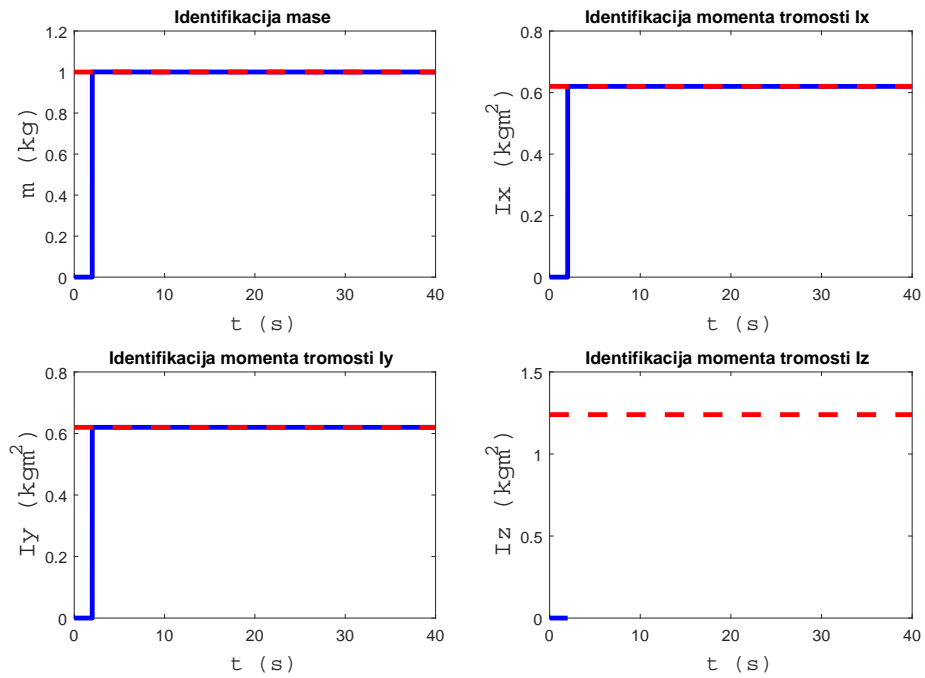 Identifikacija mase
1.2
1
0.8
0.6
0.4
0.2
0
m (kg)
0 10 20 30 40
t (s)
Identifikacija momenta tromosti Ix
0.8
0.6
0.4
0.2
0
Ix (kgm²)
0 10 20 30 40
t (s)
Identifikacija momenta tromosti Iy
0.8
0.6
0.4
0.2
0
Iy (kgm²)
0 10 20 30 40
t (s)
Identifikacija momenta tromosti Iz
1.5
1
0.5
0
Iz (kgm²)
0 10 20 30 40
t (s)